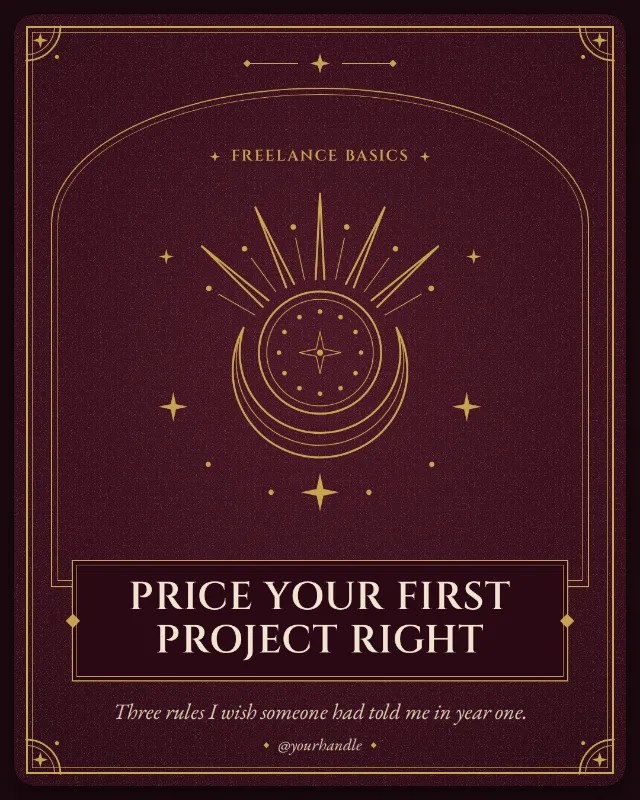 FREELANCE BASICS
PRICE YOUR FIRST
PROJECT RIGHT
Three rules I wish someone had told me in year one.
@yourhandle